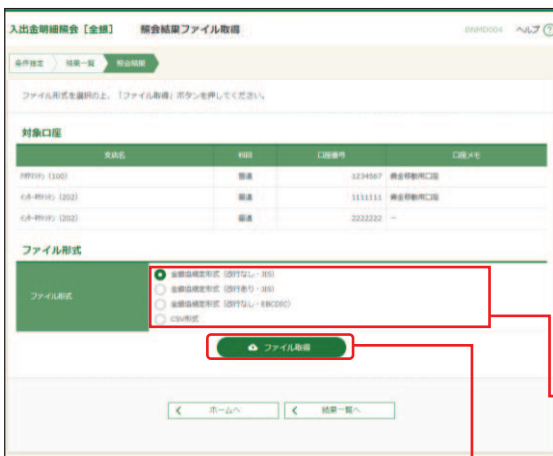 入出金明細照会［全銀］ 照会結果ファイル取得 BNMD004 ヘルプ ?
条件指定 結果一覧 照会結果
ファイル形式を選択の上、「ファイル取得」ボタンを押してください。
対象口座
支店名 科目 口座番号 口座メモ
(100) 普通 1234567 資金移動用口座
(202) 普通 1111111 資金移動用口座
(202) 普通 2222222 －
ファイル形式
ファイル形式
全銀協規定形式（改行なし・JIS）
全銀協規定形式（改行あり・JIS）
全銀協規定形式（改行なし・EBCDIC）
CSV形式
ファイル取得
ホームへ 結果一覧へ